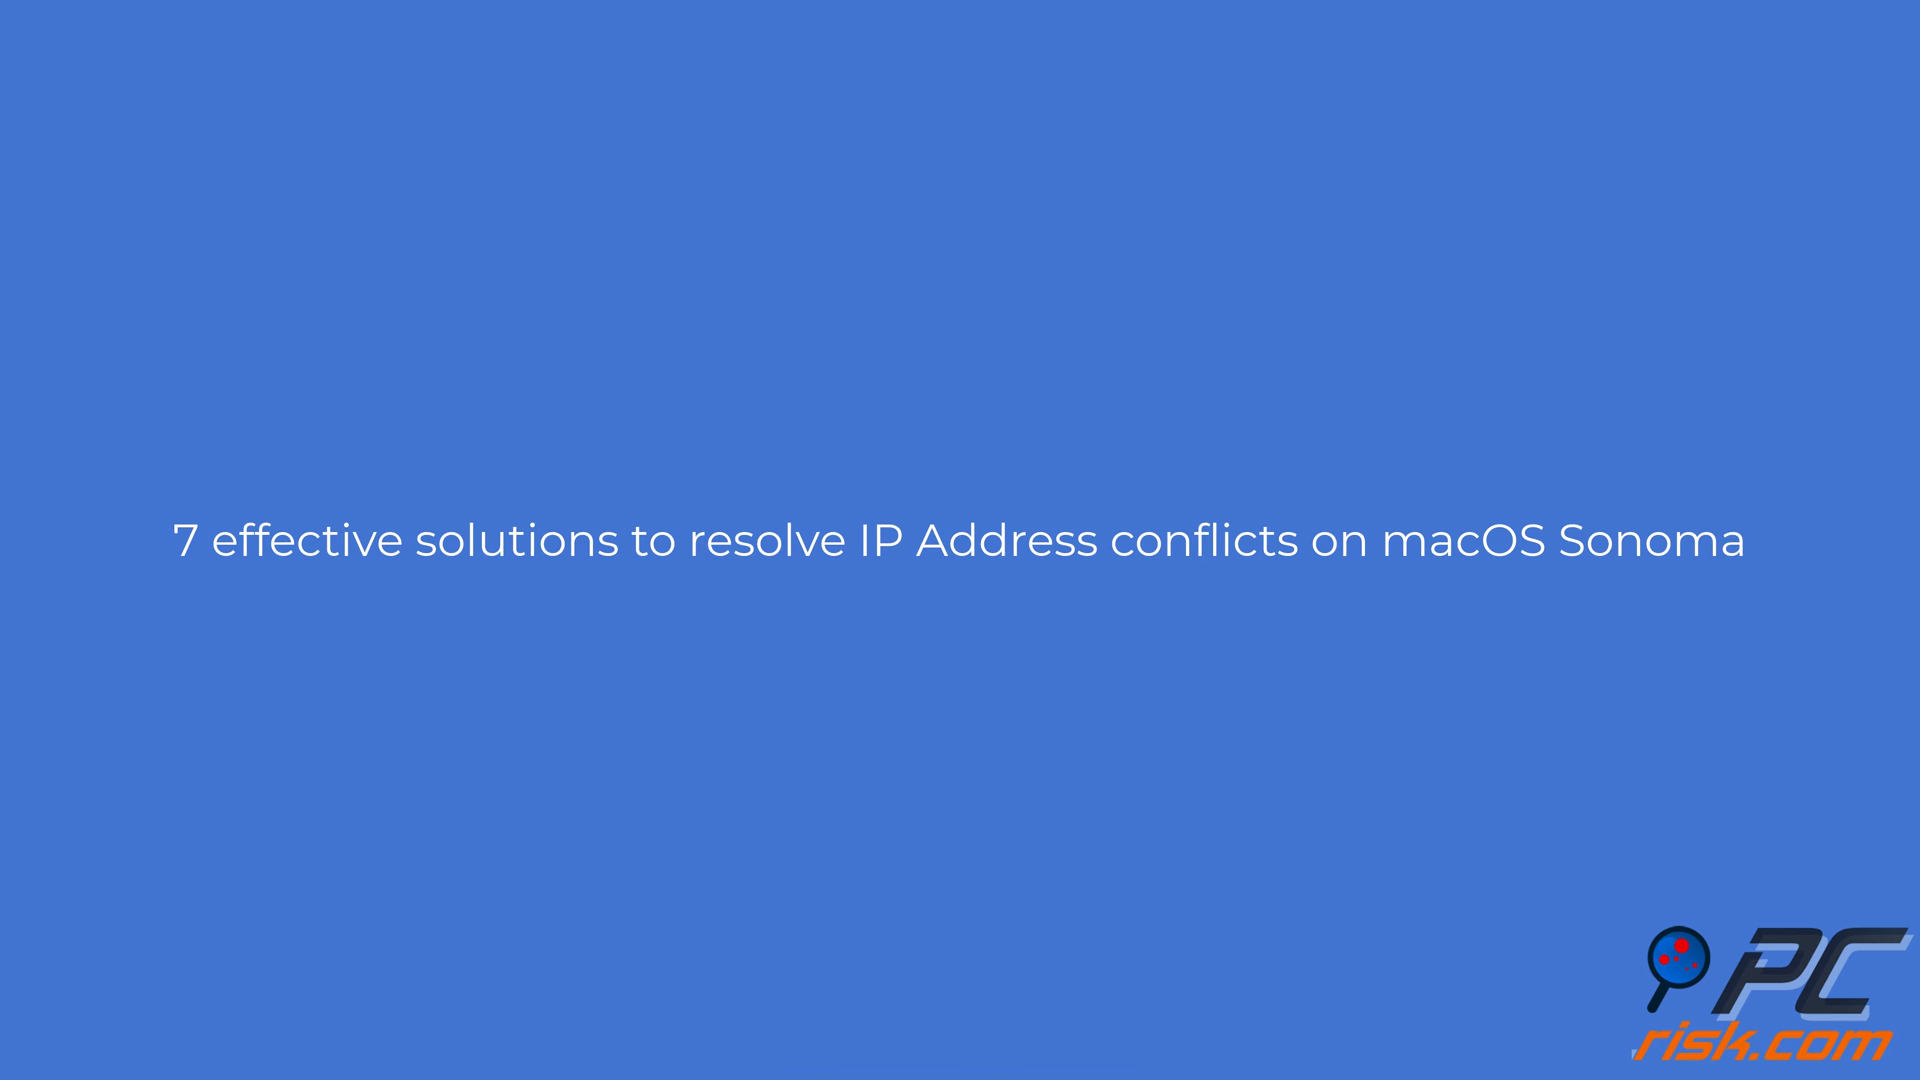 7 effective solutions to resolve IP Address conflicts on macOS Sonoma
PC
risk.com